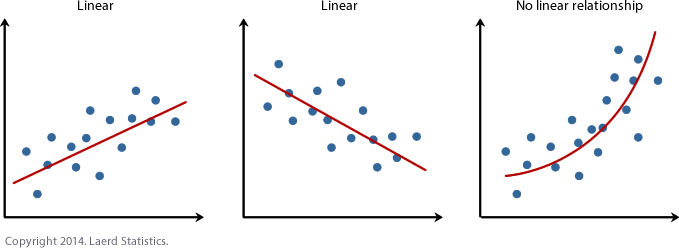 Linear
Linear
No linear relationship
Copyright 2014. Laerd Statistics.